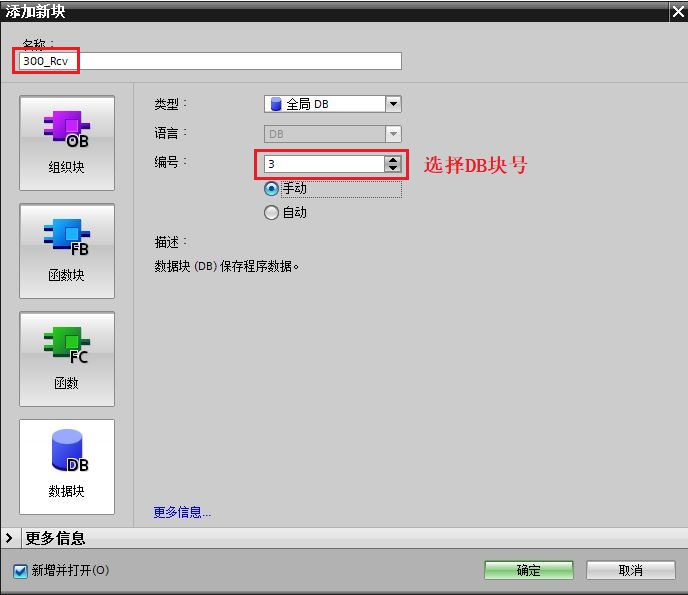 添加新块
名称：
300_Rcv
OB
组织块
FB
函数块
FC
函数
DB
数据块
类型：
全局 DB
语言：
DB
编号：
3
选择DB块号
手动
自动
描述：
数据块 (DB) 保存程序数据。
更多信息...
更多信息
新增并打开(O)
确定
取消